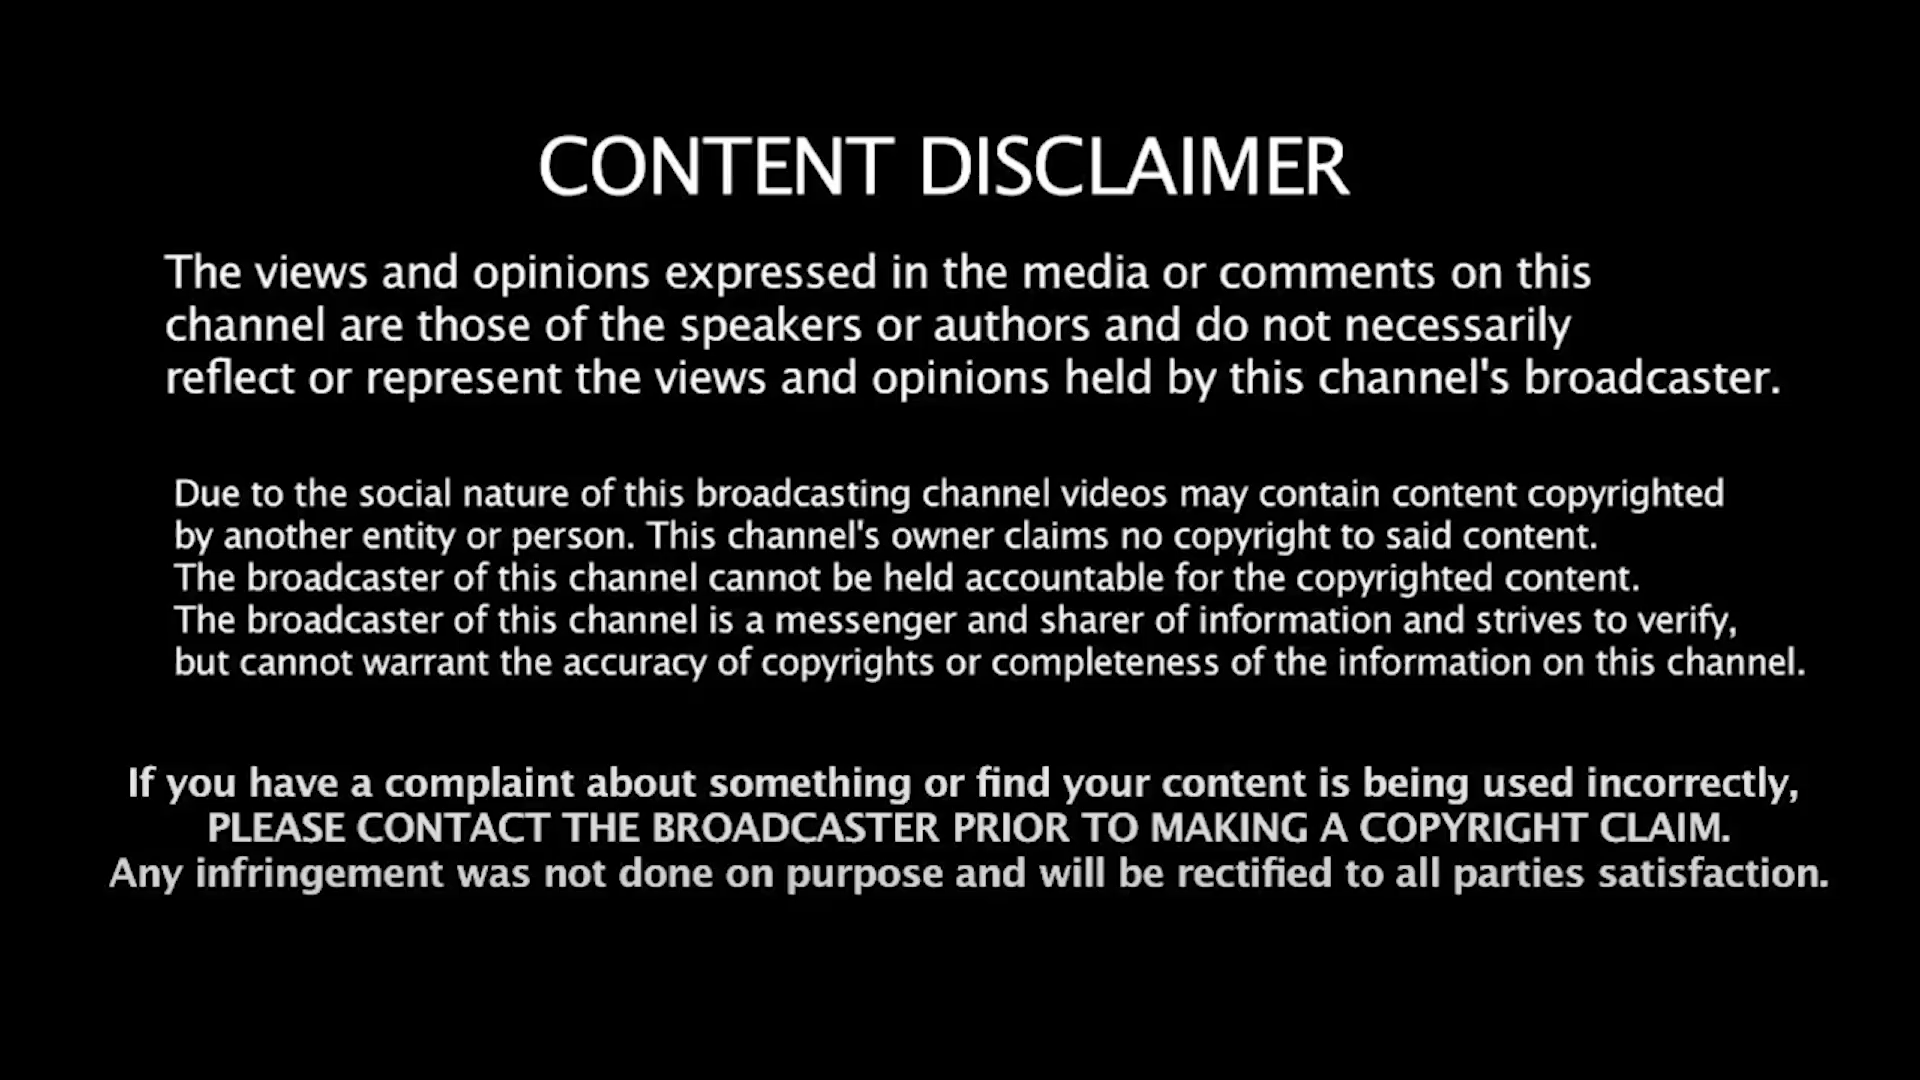 CONTENT DISCLAIMER
The views and opinions expressed in the media or comments on this
channel are those of the speakers or authors and do not necessarily
reflect or represent the views and opinions held by this channel's broadcaster.
Due to the social nature of this broadcasting channel videos may contain content copyrighted
by another entity or person. This channel's owner claims no copyright to said content.
The broadcaster of this channel cannot be held accountable for the copyrighted content.
The broadcaster of this channel is a messenger and sharer of information and strives to verify,
but cannot warrant the accuracy of copyrights or completeness of the information on this channel.
If you have a complaint about something or find your content is being used incorrectly,
PLEASE CONTACT THE BROADCASTER PRIOR TO MAKING A COPYRIGHT CLAIM.
Any infringement was not done on purpose and will be rectified to all parties satisfaction.